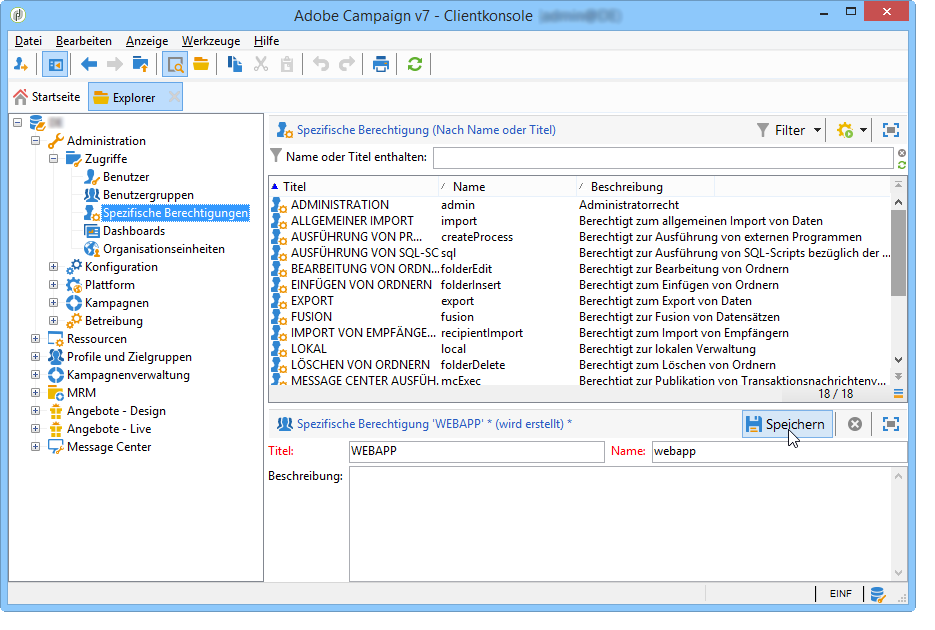 Adobe Campaign v7 - Clientkonsole
Datei Bearbeiten Anzeige Werkzeuge Hilfe
Startseite Explorer
Administration
Zugriffe
Benutzer
Benutzergruppen
Spezifische Berechtigungen
Dashboards
Organisationseinheiten
Konfiguration
Plattform
Kampagnen
Betreibung
Ressourcen
Profile und Zielgruppen
Kampagnenverwaltung
MRM
Angebote - Design
Angebote - Live
Message Center
Spezifische Berechtigung (Nach Name oder Titel) Filter
Name oder Titel enthalten:
Titel Name Beschreibung
ADMINISTRATION admin Administratorrecht
ALLGEMEINER IMPORT import Berechtigt zum allgemeinen Import von Daten
AUSFÜHRUNG VON PR... createProcess Berechtigt zur Ausführung von externen Programmen
AUSFÜHRUNG VON SQL-SC sql Berechtigt zur Ausführung von SQL-Scripts bezüglich der ...
BEARBEITUNG VON ORDN... folderEdit Berechtigt zur Bearbeitung von Ordnern
EINFÜGEN VON ORDNERN folderInsert Berechtigt zum Einfügen von Ordnern
EXPORT export Berechtigt zum Export von Daten
FUSION fusion Berechtigt zur Fusion von Datensätzen
IMPORT VON EMPFÄNGE... recipientImport Berechtigt zum Import von Empfängern
LOKAL local Berechtigt zur lokalen Verwaltung
LÖSCHEN VON ORDNERN folderDelete Berechtigt zum Löschen von Ordnern
MESSAGE CENTER AUSFÜH. mcExec Berechtigt zur Publikation von Transaktionsnachrichtenv...
18 / 18
Spezifische Berechtigung 'WEBAPP' * (wird erstellt) * Speichern
Titel: WEBAPP Name: webapp
Beschreibung:
EINF